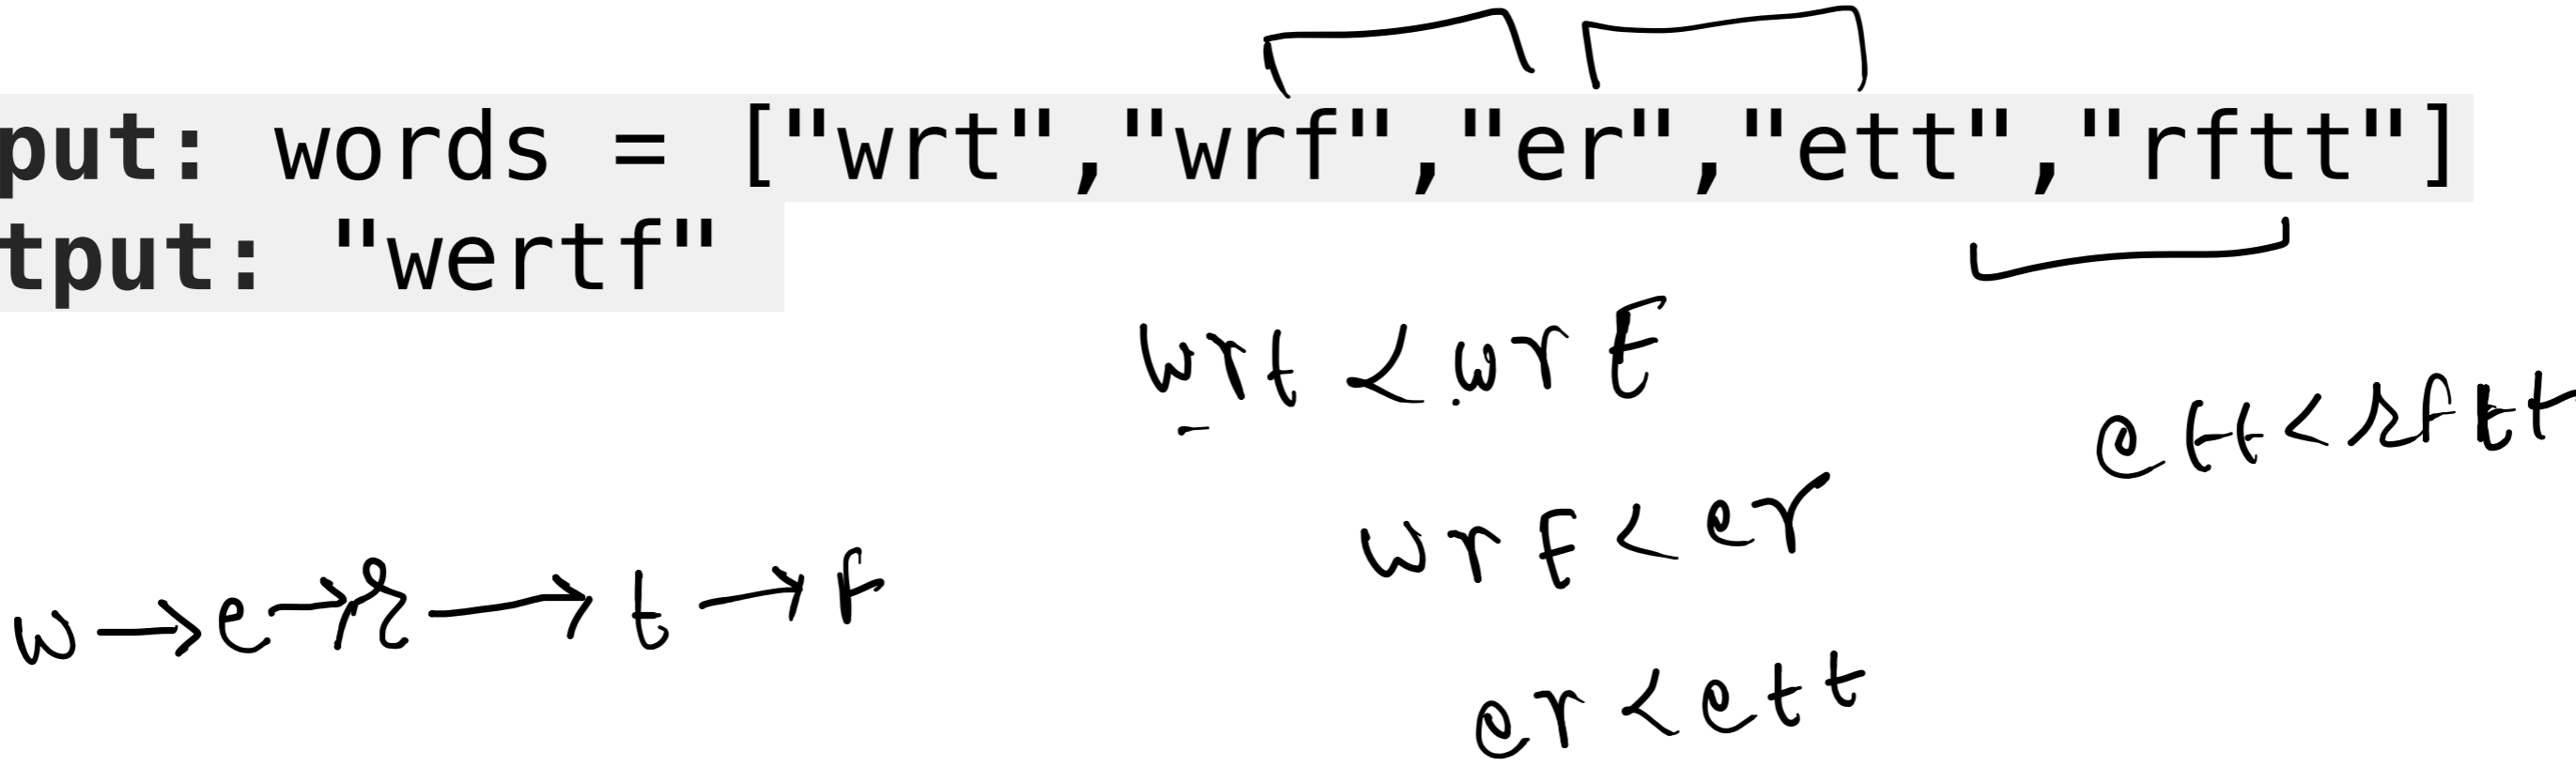 put: words = ["wrt","wrf","er","ett","rftt"]
tput: "wertf"
wrt < wrf
ett < rftt
wrf < er
w → e → r → t → f
er < ett